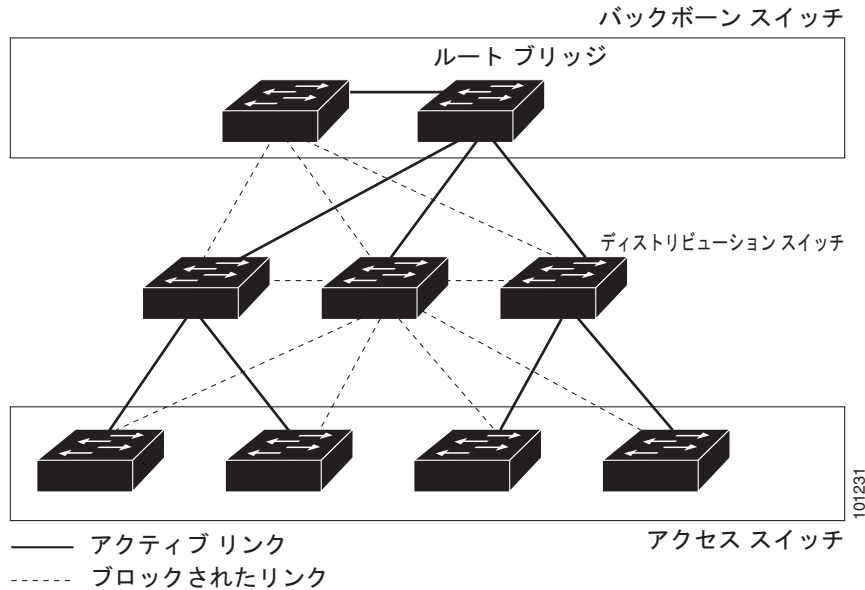 バックボーン スイッチ
ルート ブリッジ
ディストリビューション スイッチ
101231
アクセス スイッチ
アクティブ リンク
ブロックされたリンク